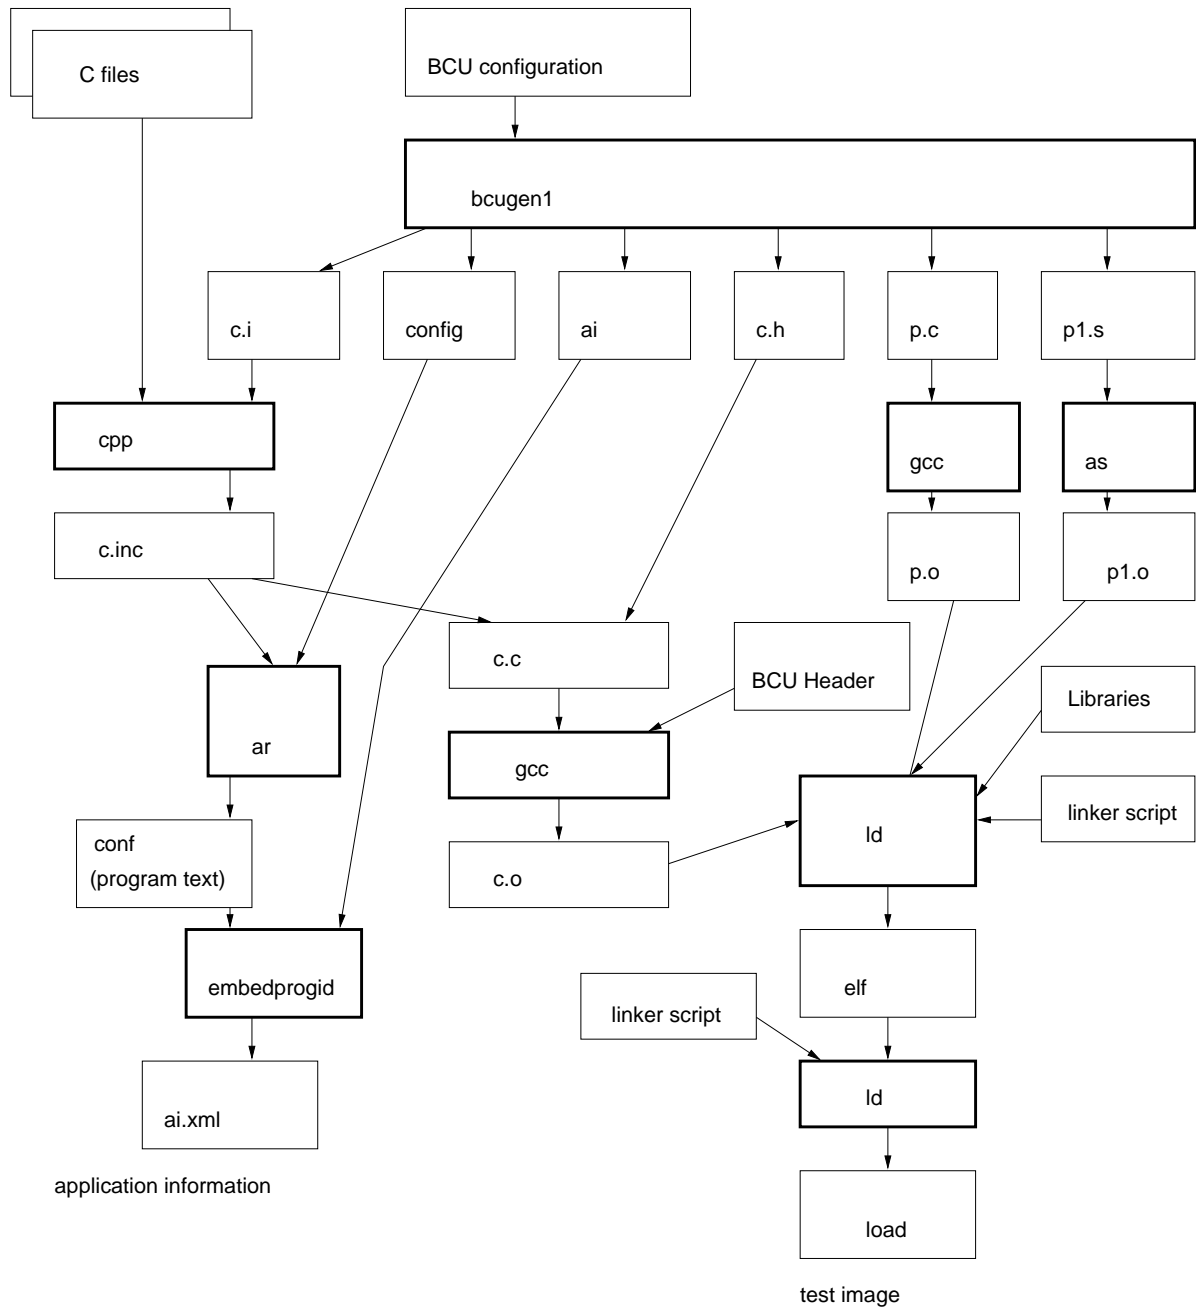 C files
BCU configuration
bcugen1
c.i
config
ai
c.h
p.c
p1.s
cpp
gcc
as
c.inc
p.o
p1.o
c.c
BCU Header
Libraries
ar
gcc
ld
linker script
conf
(program text)
c.o
embedprogid
elf
linker script
ai.xml
ld
application information
load
test image